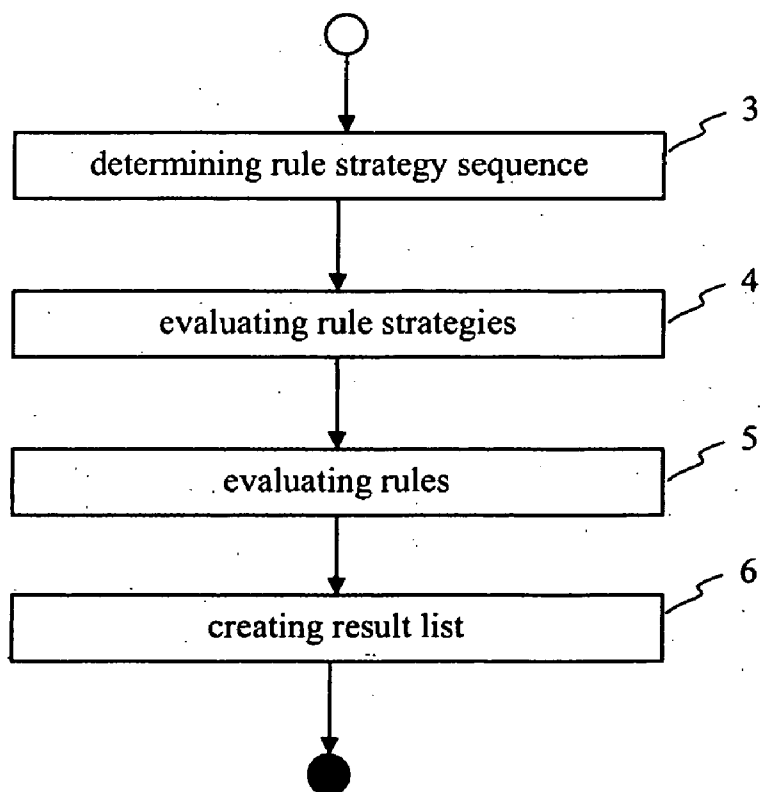 3
determining rule strategy sequence
4
evaluating rule strategies
5
evaluating rules
6
creating result list